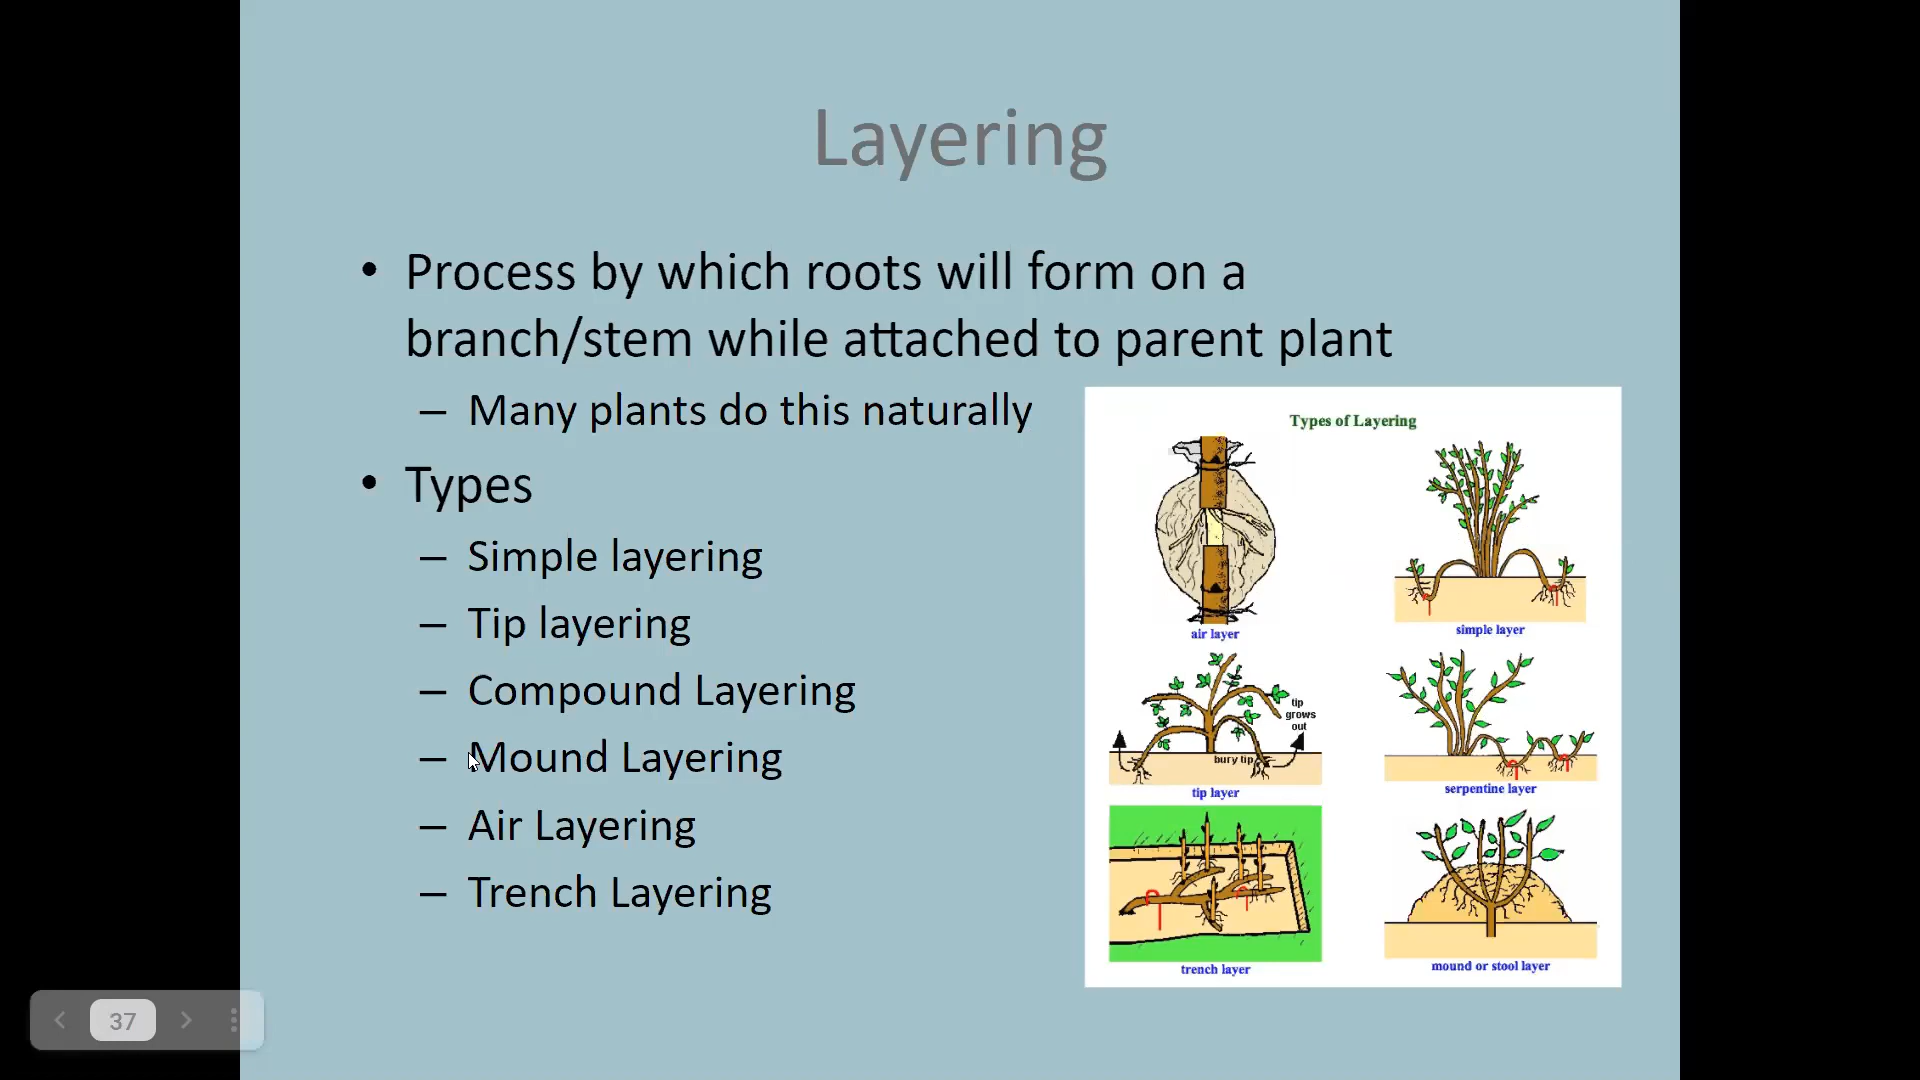 Layering
• Process by which roots will form on a
branch/stem while attached to parent plant
– Many plants do this naturally
• Types
– Simple layering
– Tip layering
– Compound Layering
– Mound Layering
– Air Layering
– Trench Layering
Types of Layering
air layer
simple layer
tip
grows
out
bury tip
tip layer
serpentine layer
trench layer
mound or stool layer
37